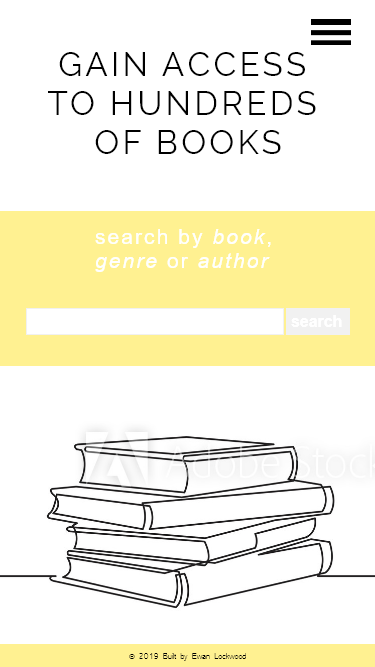 GAIN ACCESS
TO HUNDREDS
OF BOOKS
search by book,
genre or author
search
Adobe Stock
© 2019 Built by Ewan Lockwood